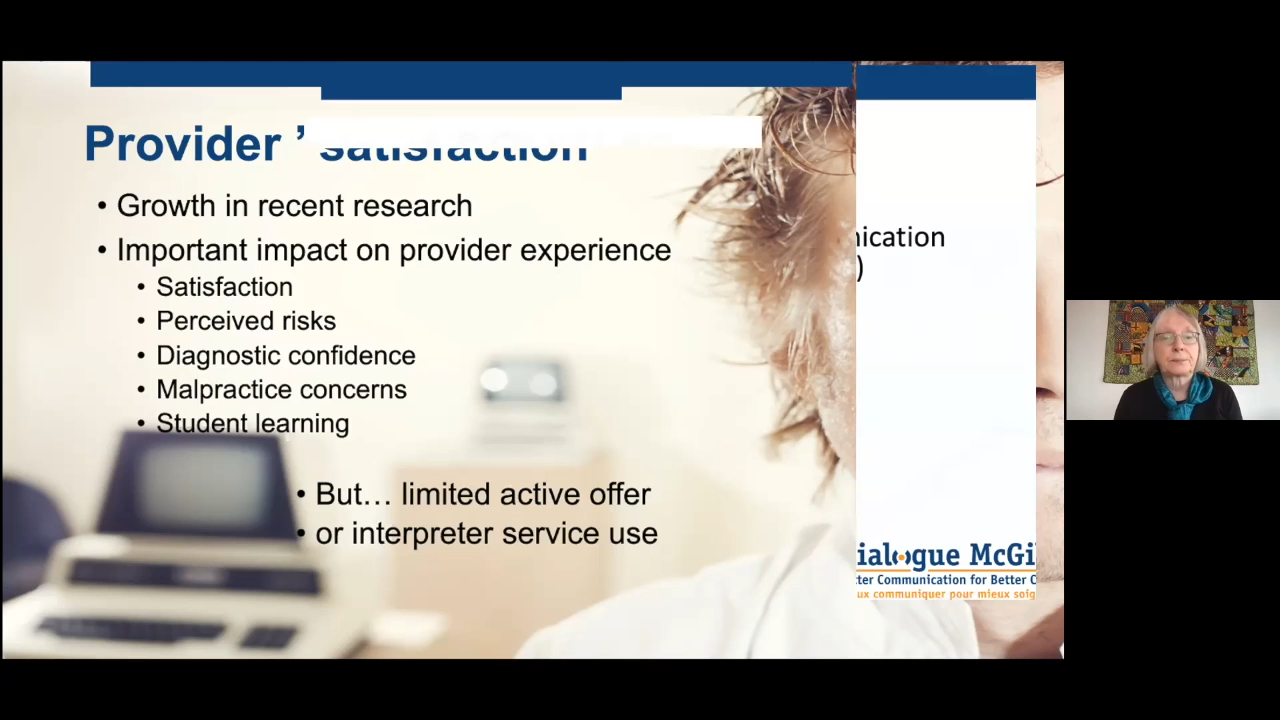 Provider ’ satisfaction
• Growth in recent research
• Important impact on provider experience
• Satisfaction
• Perceived risks
• Diagnostic confidence
• Malpractice concerns
• Student learning
• But… limited active offer
• or interpreter service use
nication
)
ialogue McGi
ter Communication for Better C
ux communiquer pour mieux soig